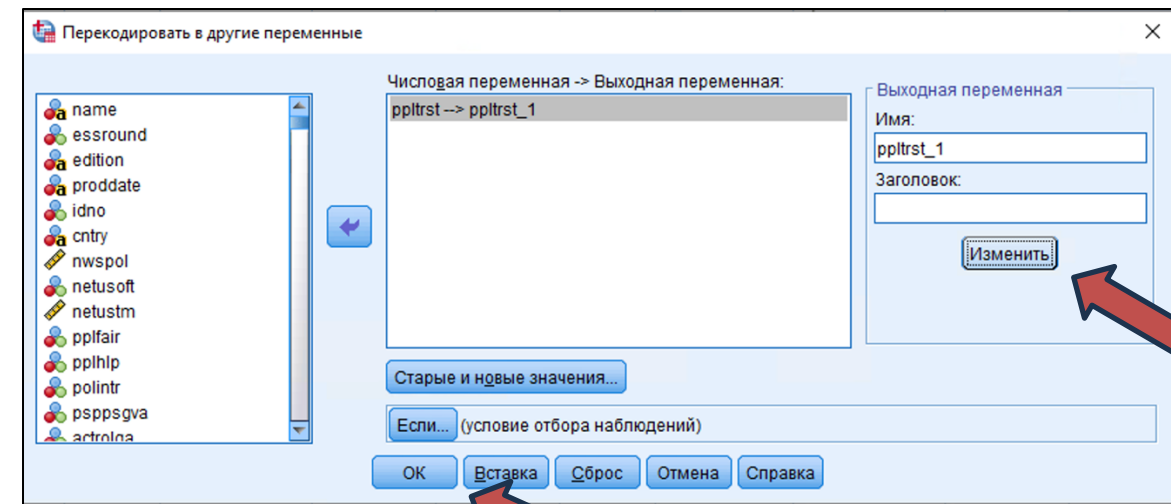 Перекодировать в другие переменные
name
essround
edition
proddate
idno
cntry
nwspol
netusoft
netustm
pplfair
pplhlp
polintr
psppsgva
actrolga
Числовая переменная -> Выходная переменная:
ppltrst --> ppltrst_1
Выходная переменная
Имя:
ppltrst_1
Заголовок:
Изменить
Старые и новые значения...
Если... (условие отбора наблюдений)
ОК Вставка Сброс Отмена Справка